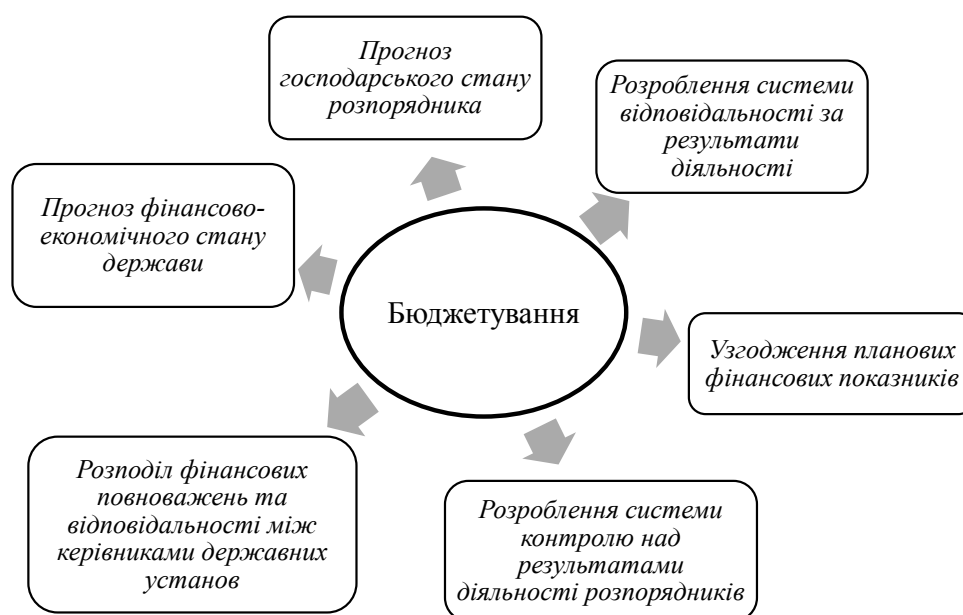 Прогноз
господарського стану
розпорядника
Розроблення системи
відповідальності за
результати
діяльності
Прогноз фінансово-
економічного стану
держави
Бюджетування
Узгодження планових
фінансових показників
Розподіл фінансових
повноважень та
відповідальності між
керівниками державних
установ
Розроблення системи
контролю над
результатами
діяльності розпорядників